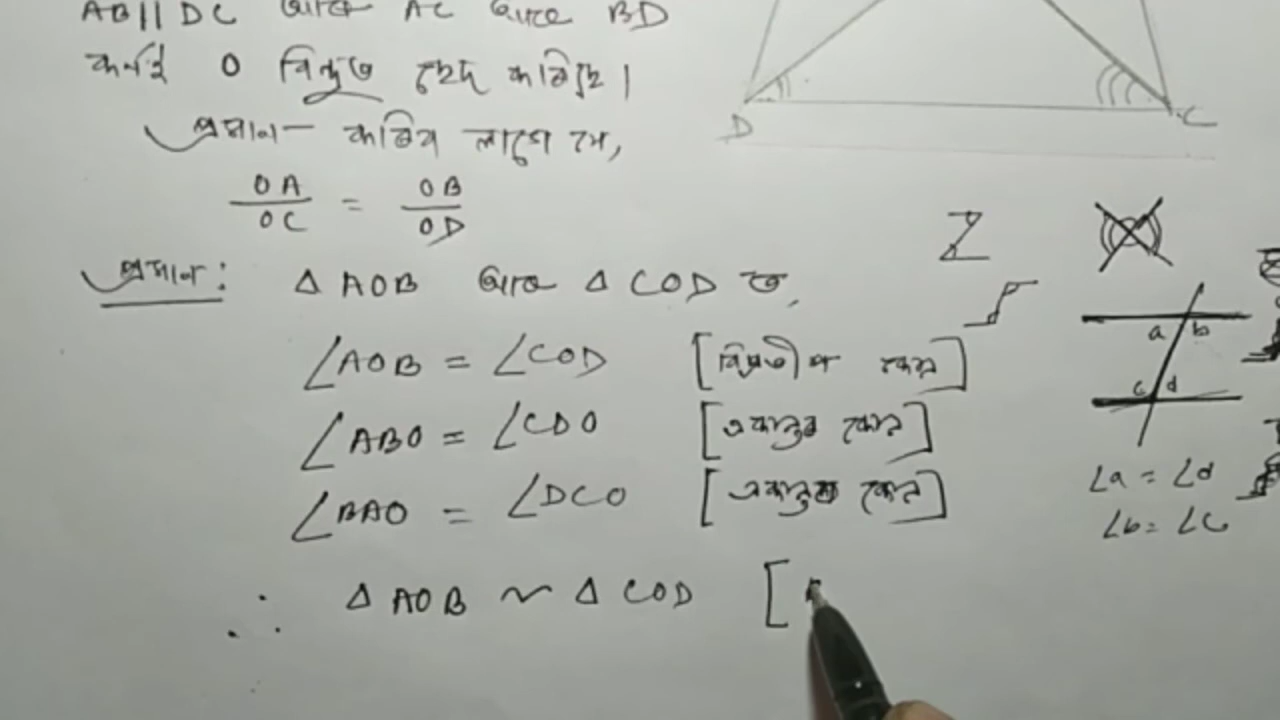 AB || DC আৰু AC আৰু BD
কৰ্ণই O বিন্দুত ছেদ কৰিছে।
প্ৰমাণ— কৰিব লাগে যে,
OA/OC = OB/OD
প্ৰমাণ: Δ AOB আৰু Δ COD ত,
∠AOB = ∠COD [বিপ্ৰতীপ কোণ]
∠ABO = ∠CDO [একান্তৰ কোণ]
∠BAO = ∠DCO [একান্তৰ কোণ]
∴ Δ AOB ~ Δ COD [
D
C
a b
c d
∠a = ∠d
∠b = ∠c